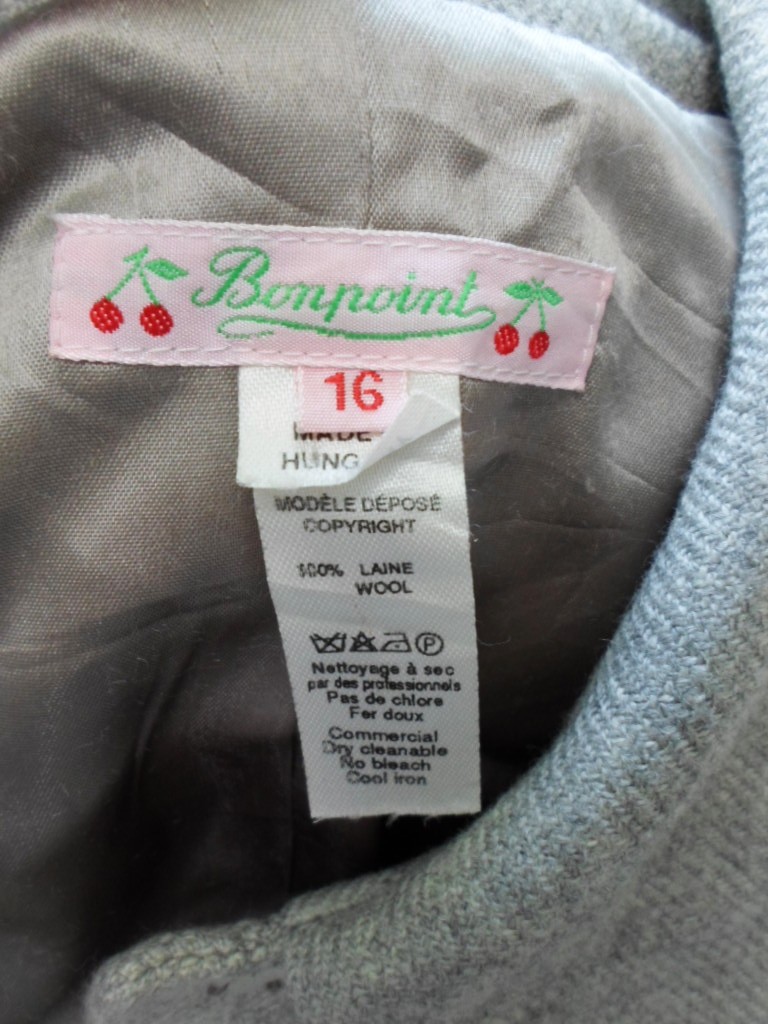 Bonpoint
16
MADE
HUNG
MODÈLE DÉPOSÉ
COPYRIGHT
100% LAINE
WOOL
P
Nettoyage à sec
par des professionnels
Pas de chlore
Fer doux
Commercial
Dry cleanable
No bleach
Cool iron